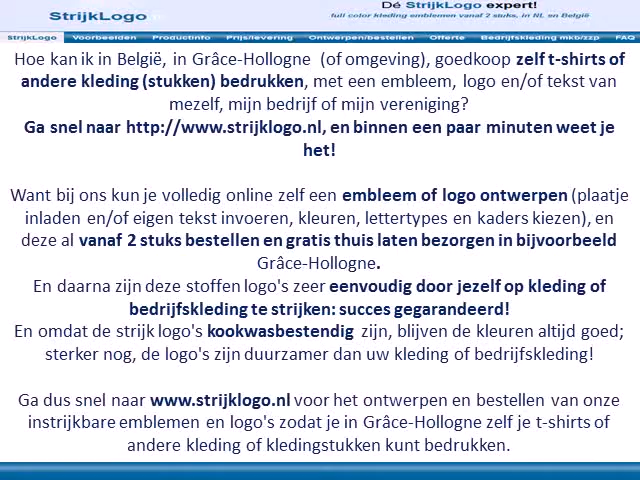 StrijkLogo
Dé StrijkLogo expert!
full color kleding emblemen vanaf 2 stuks, in NL en België
StrijkLogo Voorbeelden Productinfo Prijs/levering Ontwerpen/bestellen Offerte Bedrijfskleding mkb/zzp FAQ
Hoe kan ik in België, in Grâce-Hollogne (of omgeving), goedkoop zelf t-shirts of
andere kleding (stukken) bedrukken, met een embleem, logo en/of tekst van
mezelf, mijn bedrijf of mijn vereniging?
Ga snel naar http://www.strijklogo.nl, en binnen een paar minuten weet je
het!
Want bij ons kun je volledig online zelf een embleem of logo ontwerpen (plaatje
inladen en/of eigen tekst invoeren, kleuren, lettertypes en kaders kiezen), en
deze al vanaf 2 stuks bestellen en gratis thuis laten bezorgen in bijvoorbeeld
Grâce-Hollogne.
En daarna zijn deze stoffen logo's zeer eenvoudig door jezelf op kleding of
bedrijfskleding te strijken: succes gegarandeerd!
En omdat de strijk logo's kookwasbestendig zijn, blijven de kleuren altijd goed;
sterker nog, de logo's zijn duurzamer dan uw kleding of bedrijfskleding!
Ga dus snel naar www.strijklogo.nl voor het ontwerpen en bestellen van onze
instrijkbare emblemen en logo's zodat je in Grâce-Hollogne zelf je t-shirts of
andere kleding of kledingstukken kunt bedrukken.